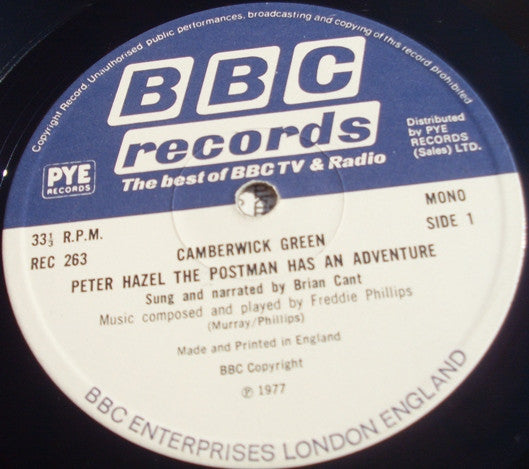 Copyright Record. Unauthorised public performances, broadcasting and copying of this record prohibited
BBC
records
The best of BBC TV & Radio
PYE
RECORDS
Distributed
by PYE
RECORDS
(Sales) LTD.
33⅓ R.P.M.
REC 263
MONO
SIDE 1
CAMBERWICK GREEN
PETER HAZEL THE POSTMAN HAS AN ADVENTURE
Sung and narrated by Brian Cant
Music composed and played by Freddie Phillips
(Murray/Phillips)
Made and Printed in England
BBC Copyright
℗ 1977
BBC ENTERPRISES LONDON ENGLAND